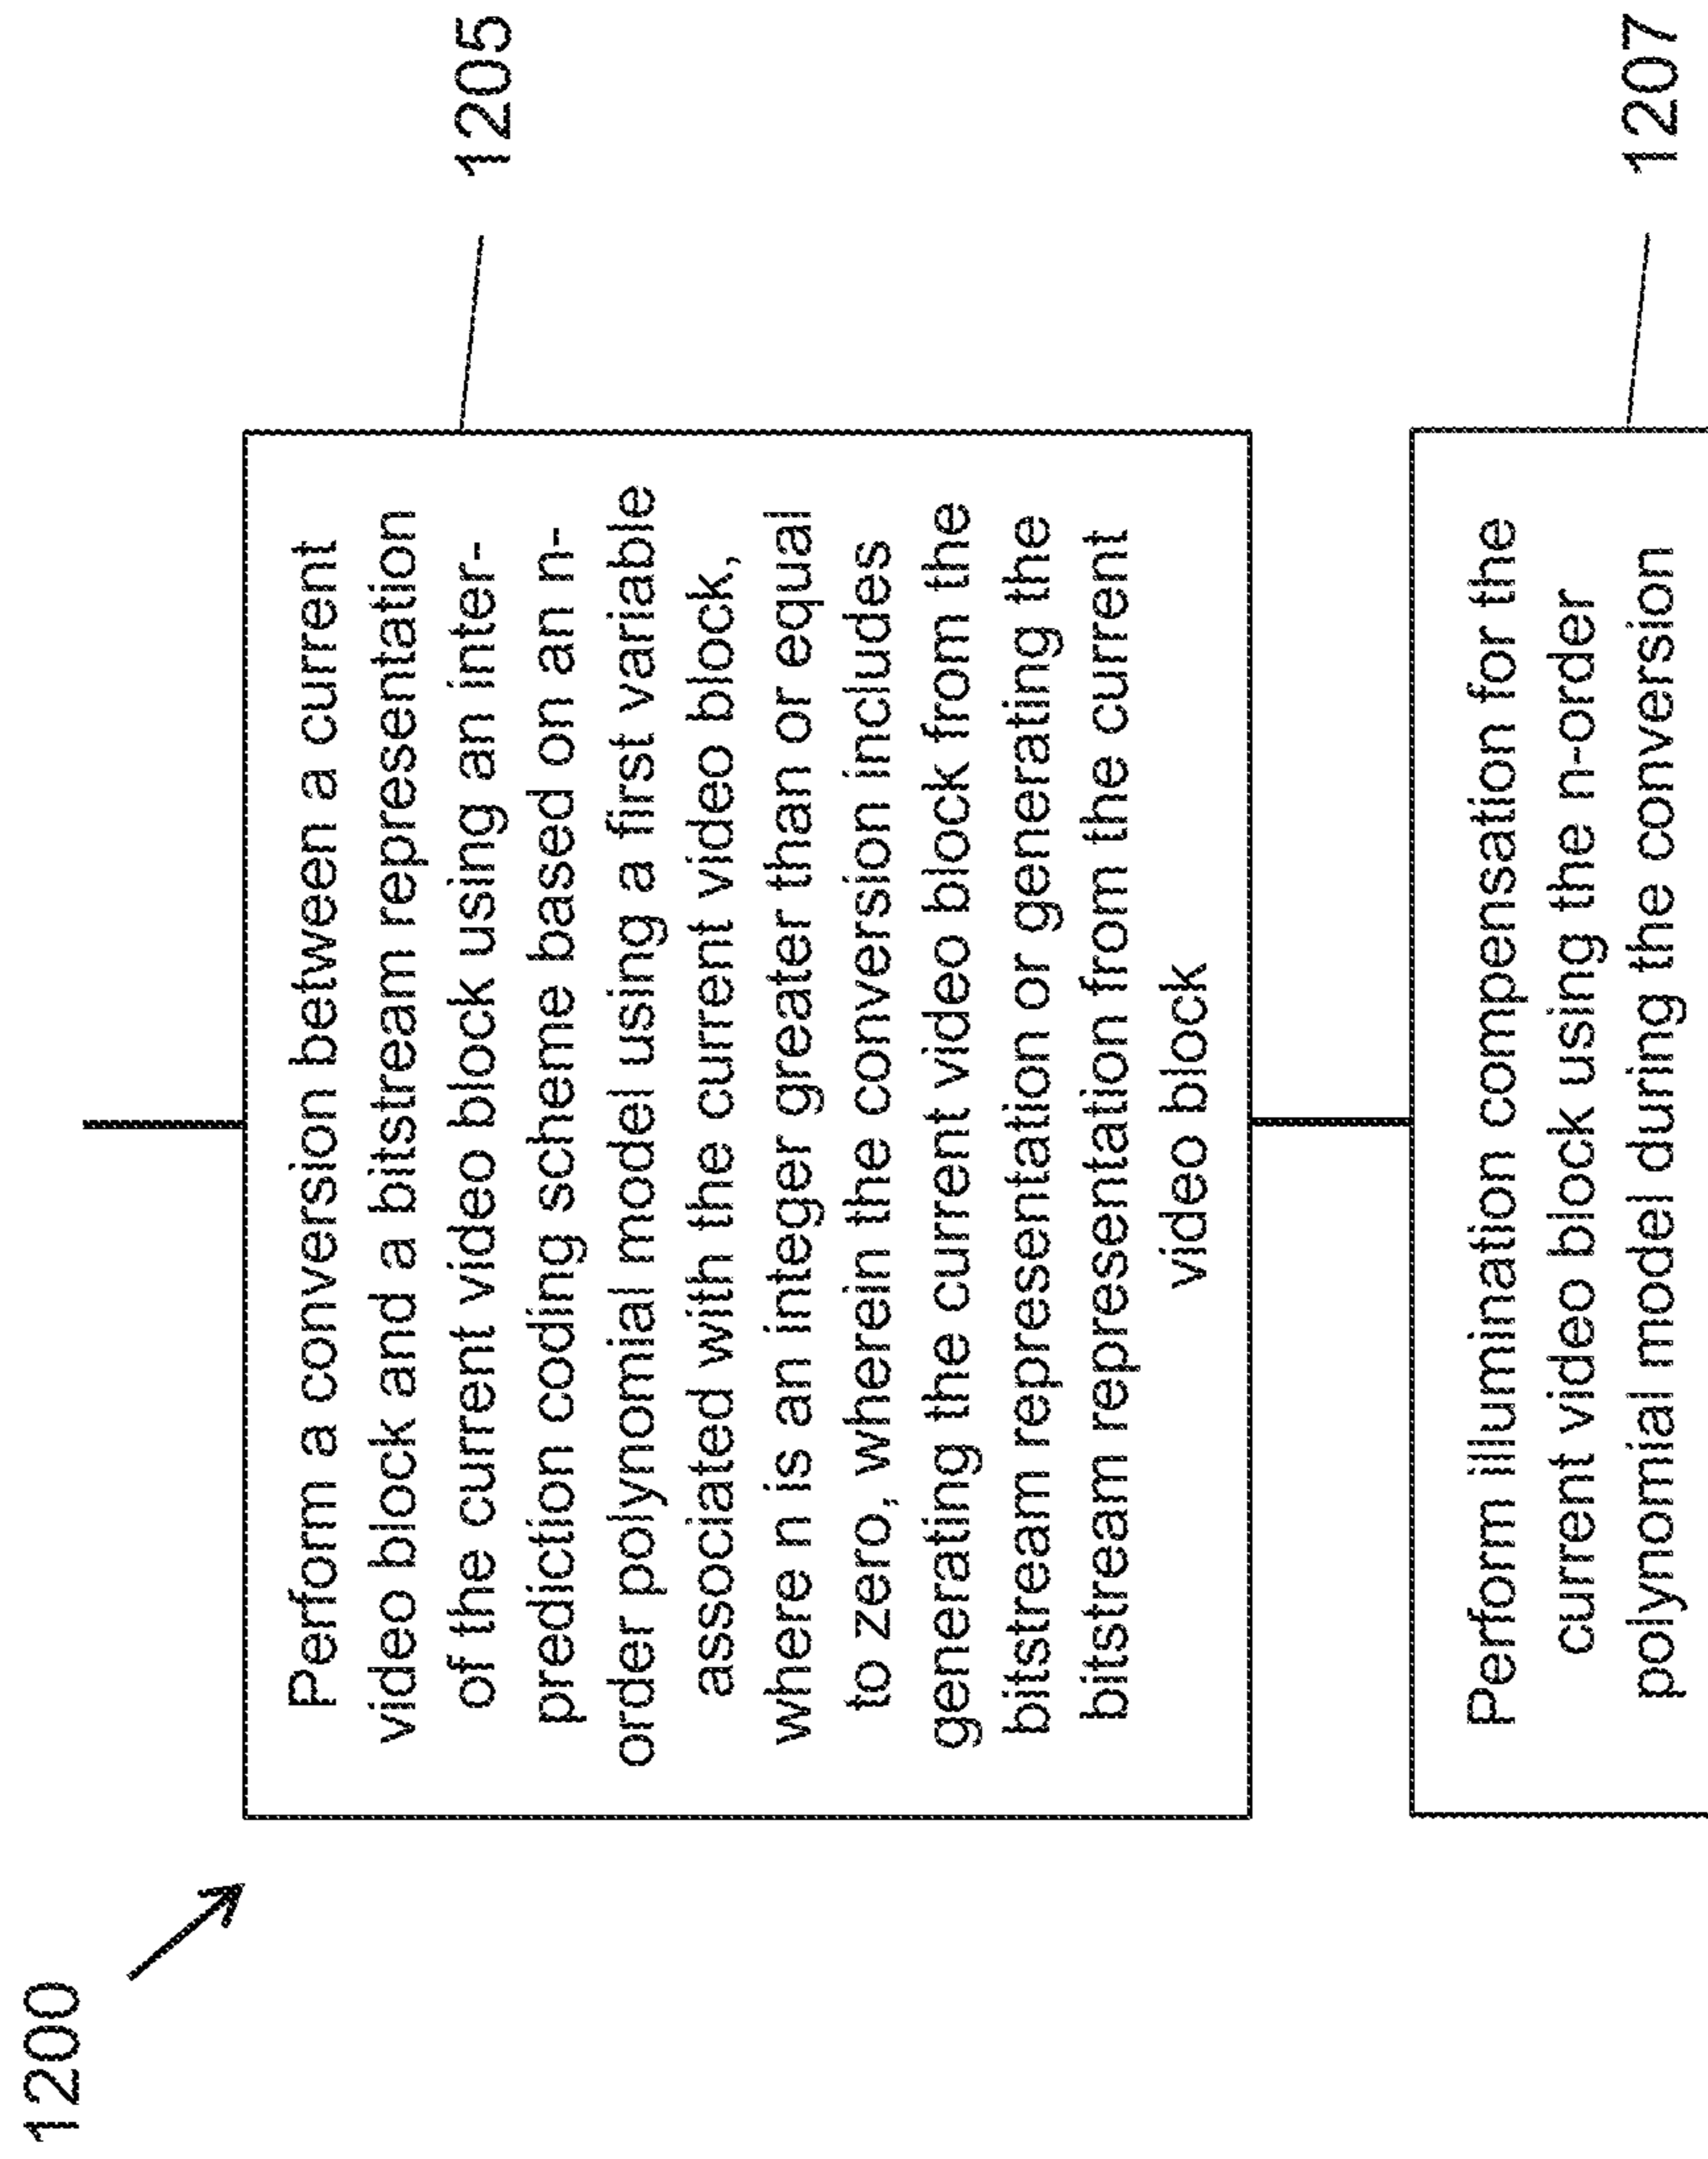 1200
Perform a conversion between a current
video block and a bitstream representation
of the current video block using an inter-
prediction coding scheme based on an n-
order polynomial model using a first variable
associated with the current video block,
where n is an integer greater than or equal
to zero, wherein the conversion includes
generating the current video block from the
bitstream representation or generating the
bitstream representation from the current
video block
1205
Perform illumination compensation for the
current video block using the n-order
polynomial model during the conversion
1207